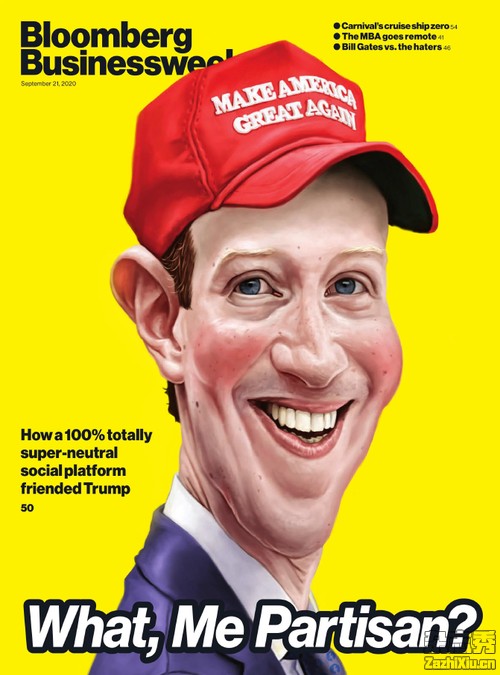 Bloomberg
Businessweek
September 21, 2020
● Carnival's cruise ship zero 54
● The MBA goes remote 41
● Bill Gates vs. the haters 46
MAKE AMERICA
GREAT AGAIN
How a 100% totally
super-neutral
social platform
friended Trump
50
What, Me Partisan?
ZazhiXiu.cn